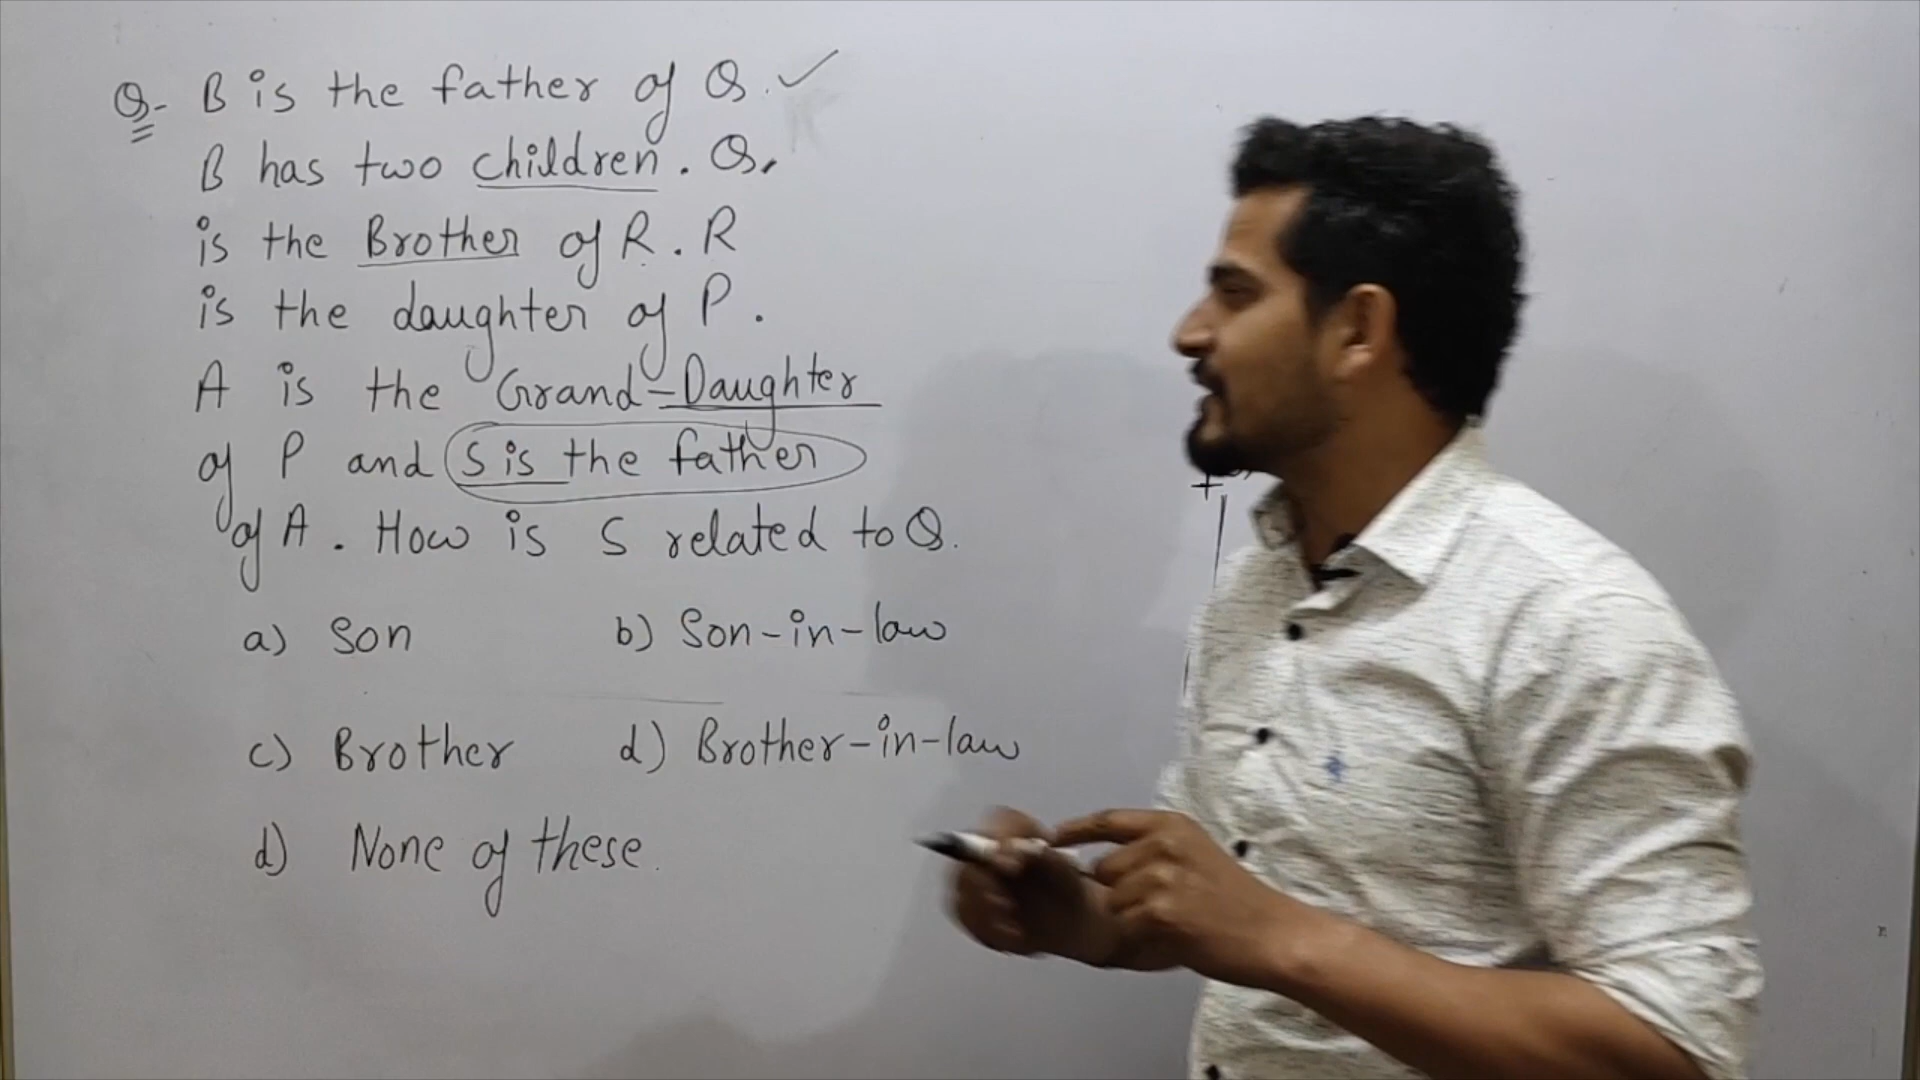 Q- B is the father of Q. ✓
B has two children. Q,
is the Brother of R. R
is the daughter of P.
A is the Grand-Daughter
of P and S is the father
of A. How is S related to Q.
a) Son b) Son-in-law
c) Brother d) Brother-in-law
d) None of these.
+